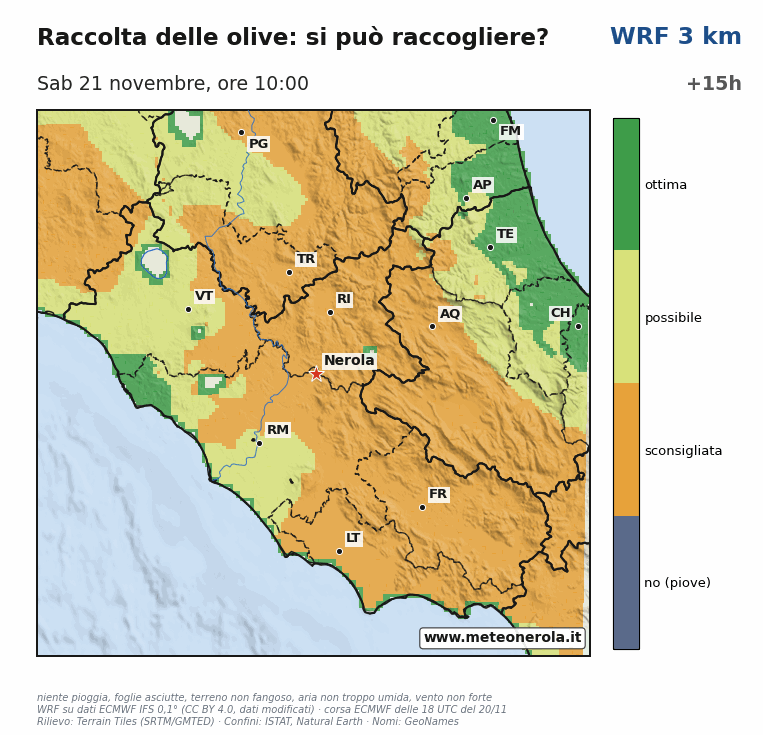 Raccolta delle olive: si può raccogliere?
WRF 3 km
Sab 21 novembre, ore 10:00
+15h
FM
PG
AP
TE
TR
VT
RI
AQ
CH
Nerola
RM
FR
LT
www.meteonerola.it
ottima
possibile
sconsigliata
no (piove)
niente pioggia, foglie asciutte, terreno non fangoso, aria non troppo umida, vento non forte
WRF su dati ECMWF IFS 0,1° (CC BY 4.0, dati modificati) · corsa ECMWF delle 18 UTC del 20/11
Rilievo: Terrain Tiles (SRTM/GMTED) · Confini: ISTAT, Natural Earth · Nomi: GeoNames